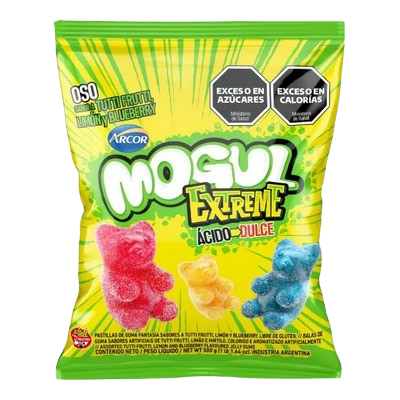 OSO
SABOR A TUTTI FRUTTI,
LIMÓN Y BLUEBERRY
ARCOR
MOGUL
EXTREME
ÁCIDO DULCE
EXCESO EN
AZÚCARES
Ministerio
de Salud
EXCESO EN
CALORÍAS
Ministerio
de Salud
PASTILLAS DE GOMA FANTASIA SABORES A TUTTI FRUTTI, LIMÓN Y BLUEBERRY. LIBRE DE GLUTEN. // BALAS DE
GOMA SABORES ARTIFICIAIS DE TUTTI FRUTTI, LIMÃO E MIRTILO. COLORIDO E AROMATIZADO ARTIFICIALMENTE
// ASSORTED TUTTI FRUTTI, LEMON AND BLUEBERRY FLAVOURED JELLY GUMS.
CONTENIDO NETO / PESO LÍQUIDO / NET WT 500 g (1 lb, 1.64 oz). INDUSTRIA ARGENTINA